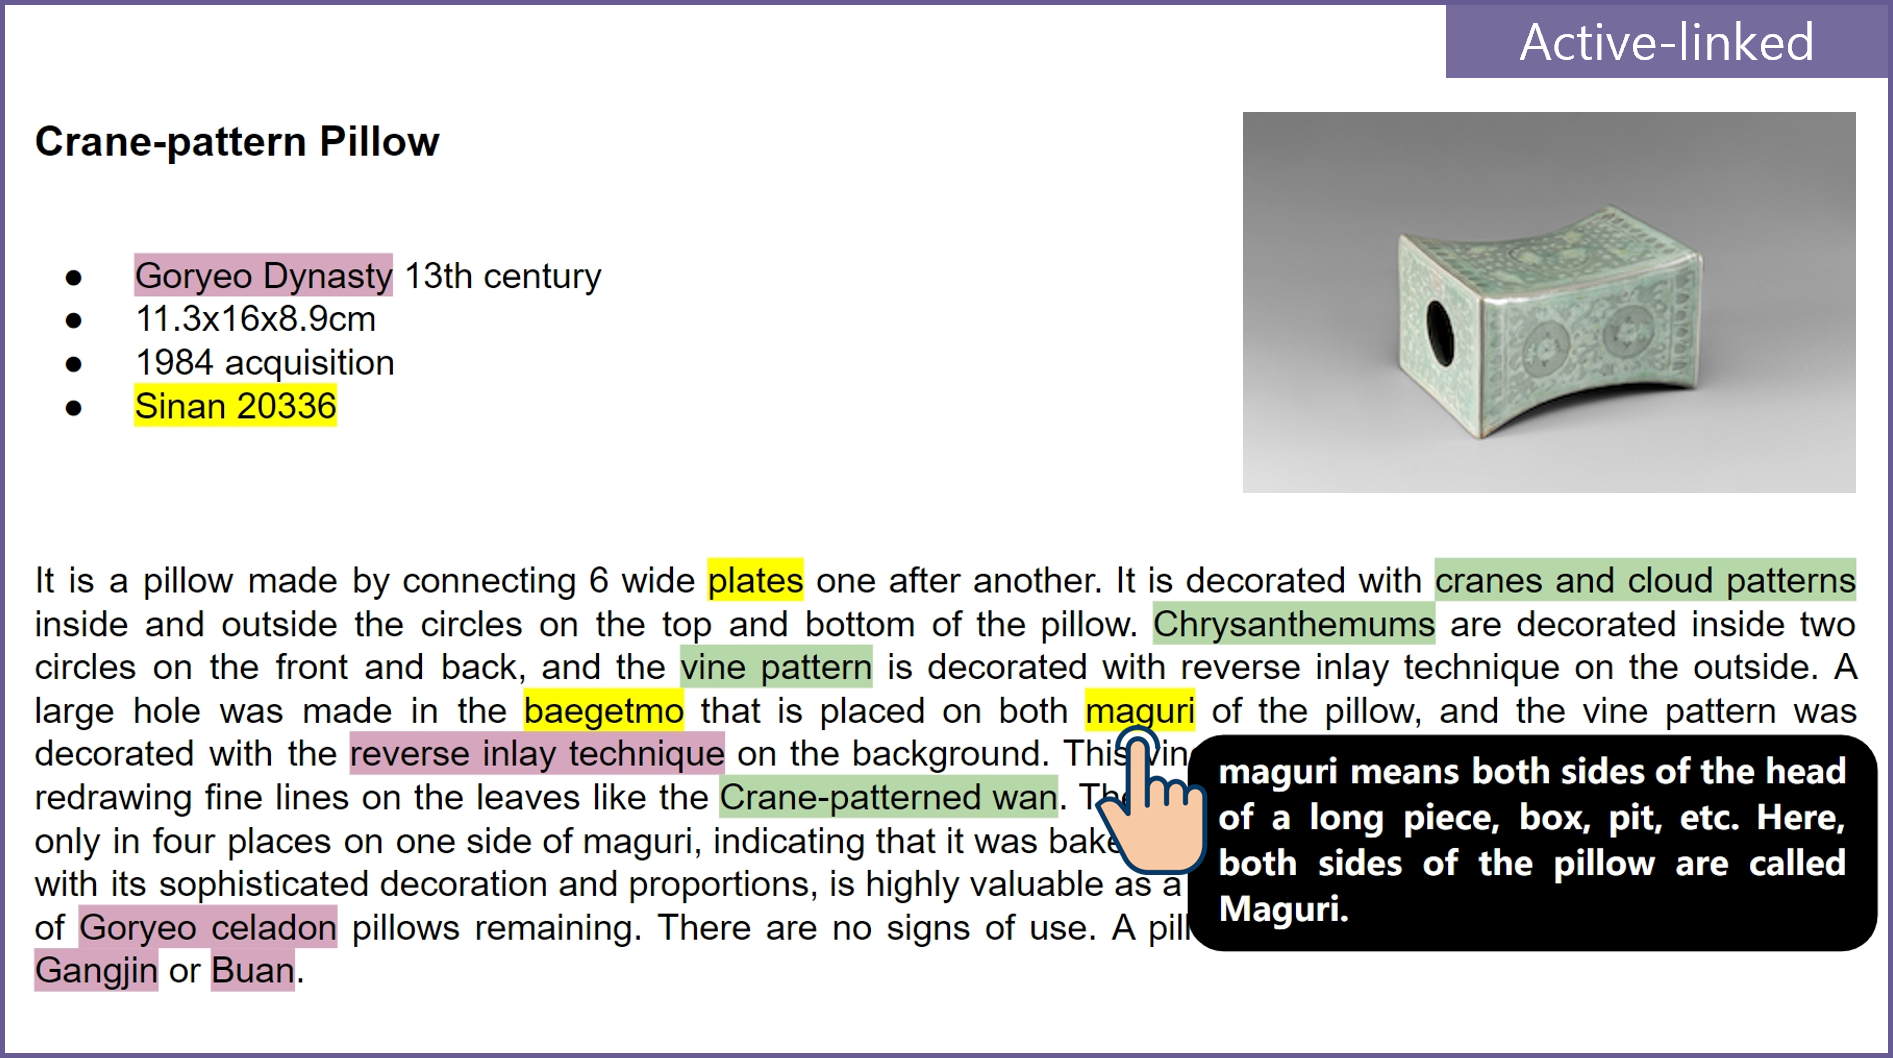 Active-linked
Crane-pattern Pillow
● Goryeo Dynasty 13th century
● 11.3x16x8.9cm
● 1984 acquisition
● Sinan 20336
It is a pillow made by connecting 6 wide plates one after another. It is decorated with cranes and cloud patterns
inside and outside the circles on the top and bottom of the pillow. Chrysanthemums are decorated inside two
circles on the front and back, and the vine pattern is decorated with reverse inlay technique on the outside. A
large hole was made in the baegetmo that is placed on both maguri of the pillow, and the vine pattern was
decorated with the reverse inlay technique on the background. This
redrawing fine lines on the leaves like the Crane-patterned wan.
only in four places on one side of maguri, indicating that it was
with its sophisticated decoration and proportions, is highly valuable as a
of Goryeo celadon pillows remaining. There are no signs of use. A
Gangjin or Buan.
maguri means both sides of the head
of a long piece, box, pit, etc. Here,
both sides of the pillow are called
Maguri.